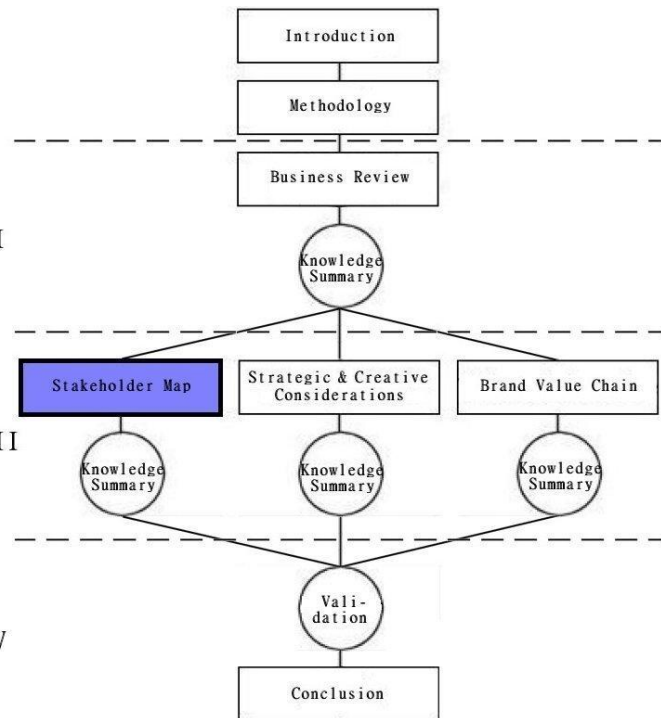 Introduction
Methodology
Business Review
Knowledge
Summary
Stakeholder Map
Strategic & Creative
Considerations
Brand Value Chain
Knowledge
Summary
Knowledge
Summary
Knowledge
Summary
Vali-
dation
Conclusion